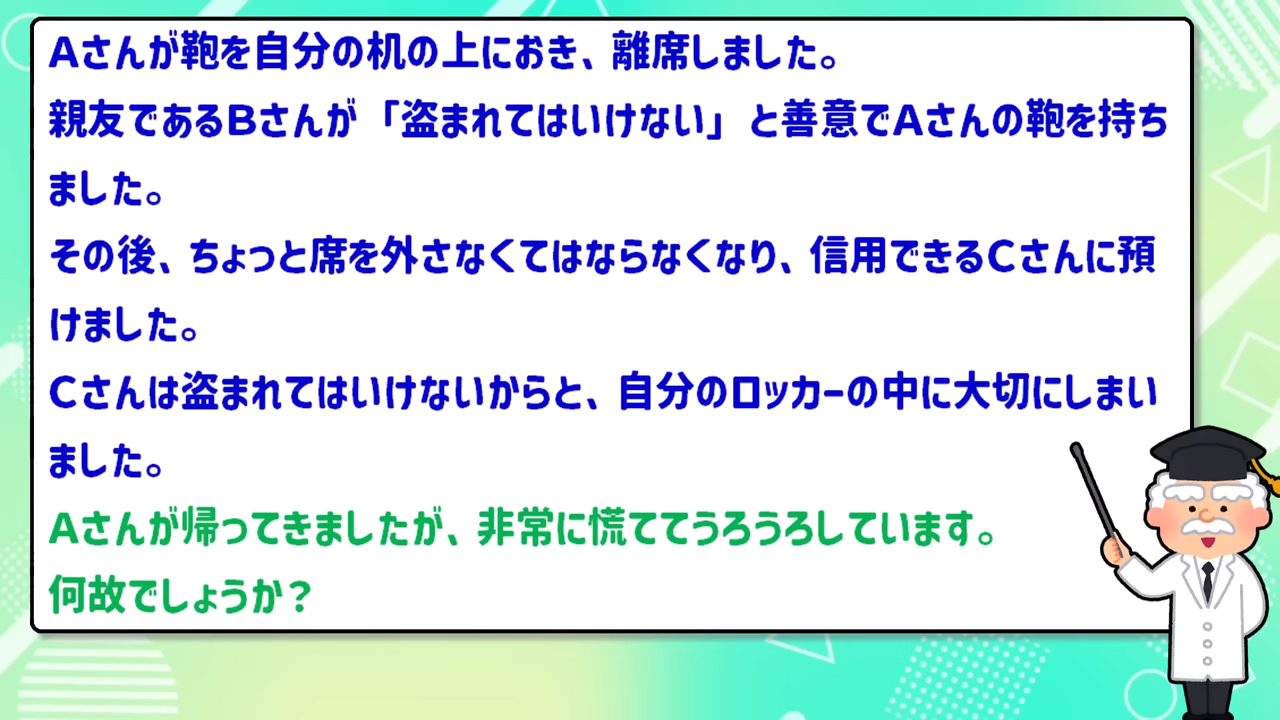 Aさんが鞄を自分の机の上におき、離席しました。
親友であるBさんが「盗まれてはいけない」と善意でAさんの鞄を持ち
ました。
その後、ちょっと席を外さなくてはならなくなり、信用できるCさんに預
けました。
Cさんは盗まれてはいけないからと、自分のロッカーの中に大切にしまい
ました。
Aさんが帰ってきましたが、非常に慌ててうろうろしています。
何故でしょうか？